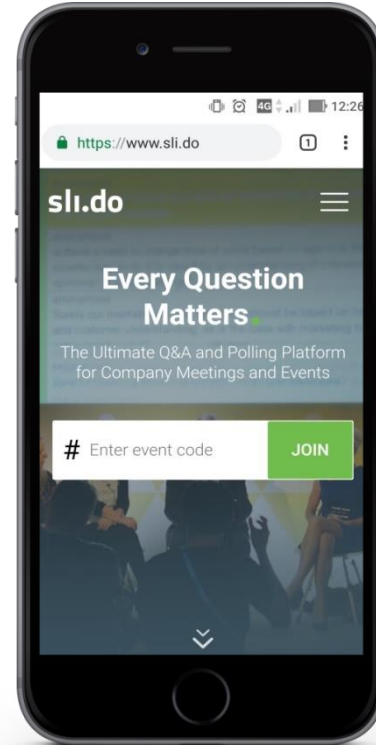 4G 12:26
https://www.sli.do 1
sli.do
Every Question
Matters.
The Ultimate Q&A and Polling Platform
for Company Meetings and Events
# Enter event code JOIN